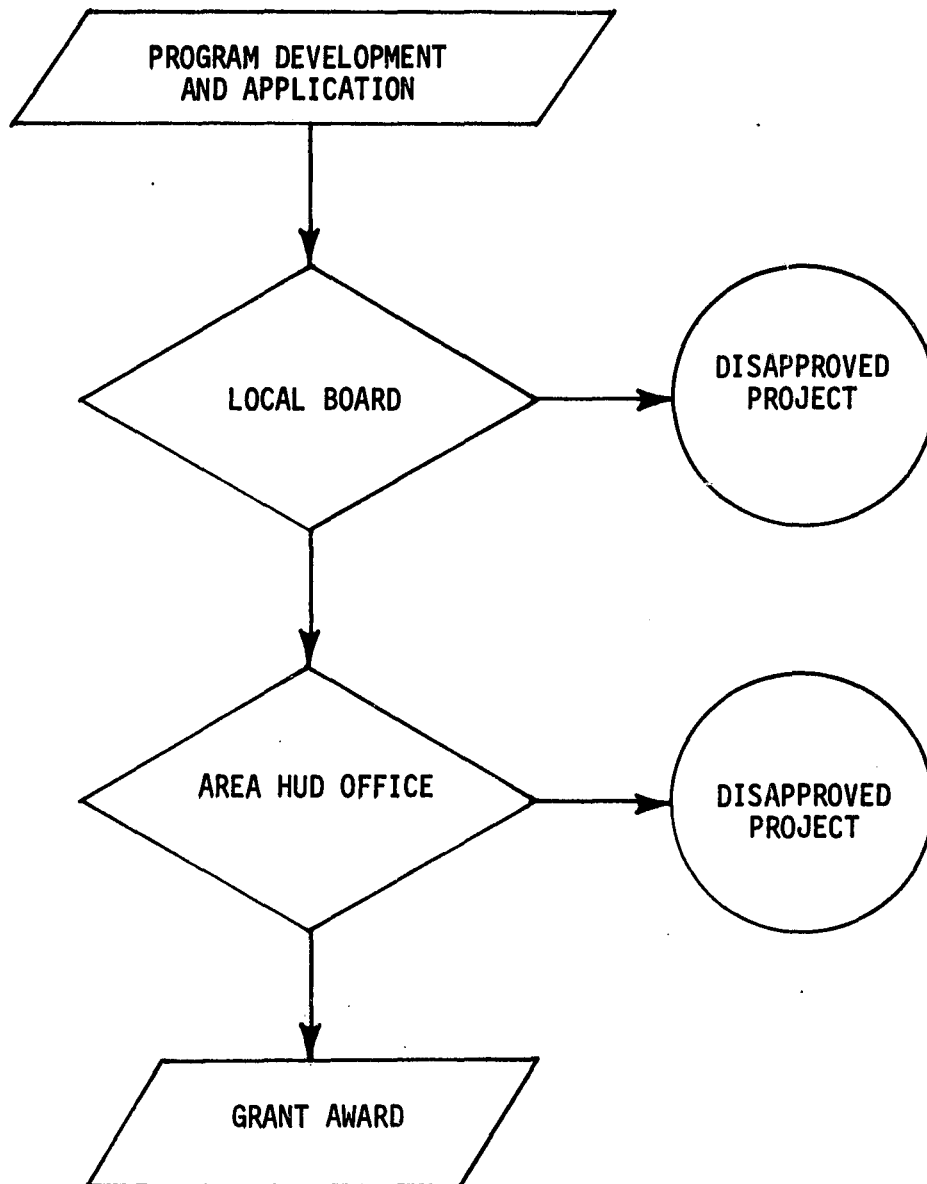 PROGRAM DEVELOPMENT
AND APPLICATION
LOCAL BOARD
DISAPPROVED
PROJECT
AREA HUD OFFICE
DISAPPROVED
PROJECT
GRANT AWARD